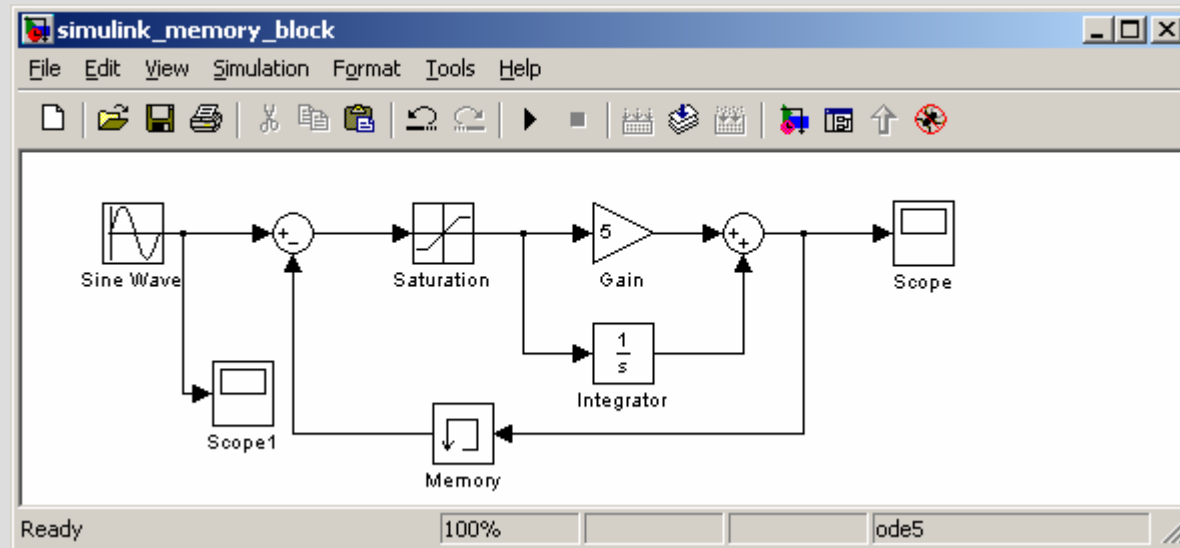 simulink_memory_block
File Edit View Simulation Format Tools Help
Sine Wave
+
−
Saturation
5
Gain
+
+
Scope
1
s
Integrator
Scope1
Memory
Ready 100% ode5